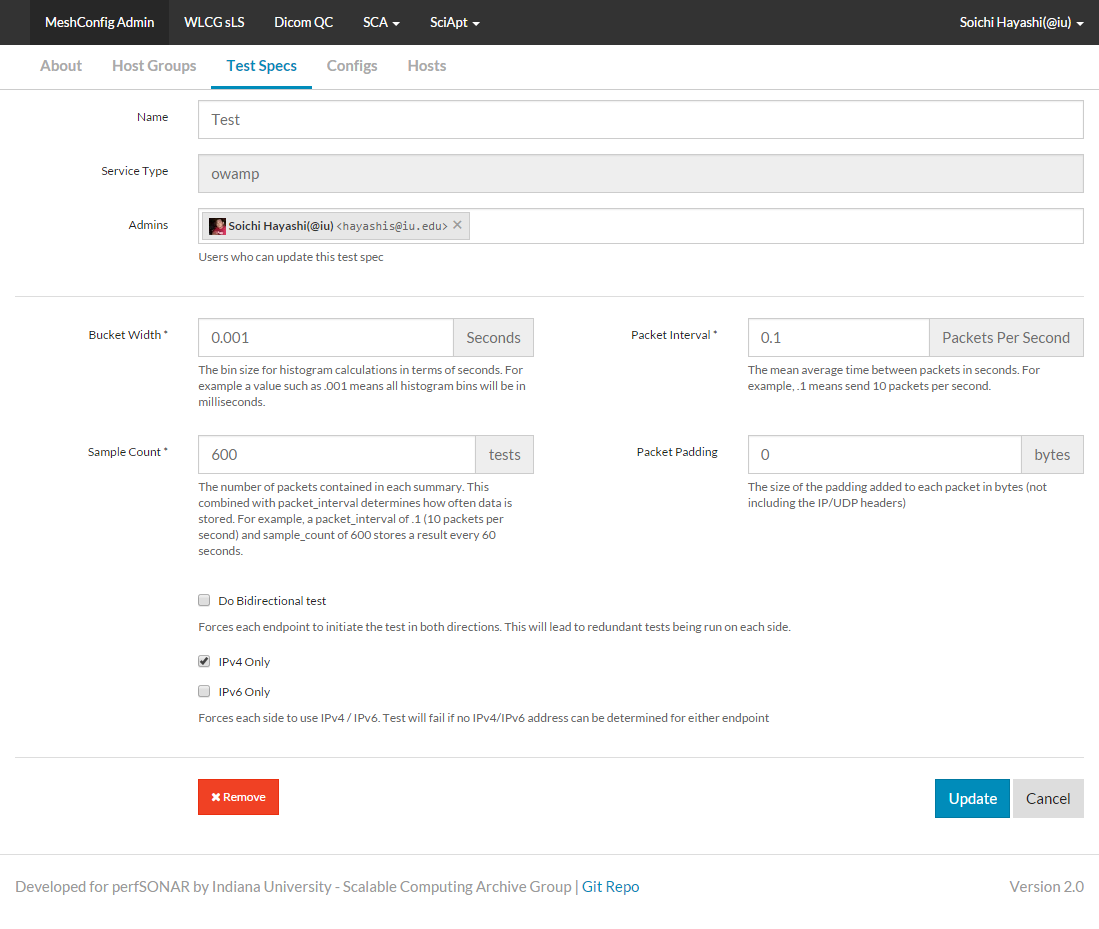 MeshConfig Admin WLCG sLS Dicom QC SCA SciApt Soichi Hayashi(@iu)
About Host Groups Test Specs Configs Hosts
Name Test
Service Type owamp
Admins Soichi Hayashi(@iu) <hayashis@iu.edu> ×
Users who can update this test spec
Bucket Width * 0.001 Seconds
The bin size for histogram calculations in terms of seconds. For
example a value such as .001 means all histogram bins will be in
milliseconds.
Packet Interval * 0.1 Packets Per Second
The mean average time between packets in seconds. For
example, .1 means send 10 packets per second.
Sample Count * 600 tests
The number of packets contained in each summary. This
combined with packet_interval determines how often data is
stored. For example, a packet_interval of .1 (10 packets per
second) and sample_count of 600 stores a result every 60
seconds.
Packet Padding 0 bytes
The size of the padding added to each packet in bytes (not
including the IP/UDP headers)
Do Bidirectional test
Forces each endpoint to initiate the test in both directions. This will lead to redundant tests being run on each side.
IPv4 Only
IPv6 Only
Forces each side to use IPv4 / IPv6. Test will fail if no IPv4/IPv6 address can be determined for either endpoint
Remove Update Cancel
Developed for perfSONAR by Indiana University - Scalable Computing Archive Group | Git Repo Version 2.0